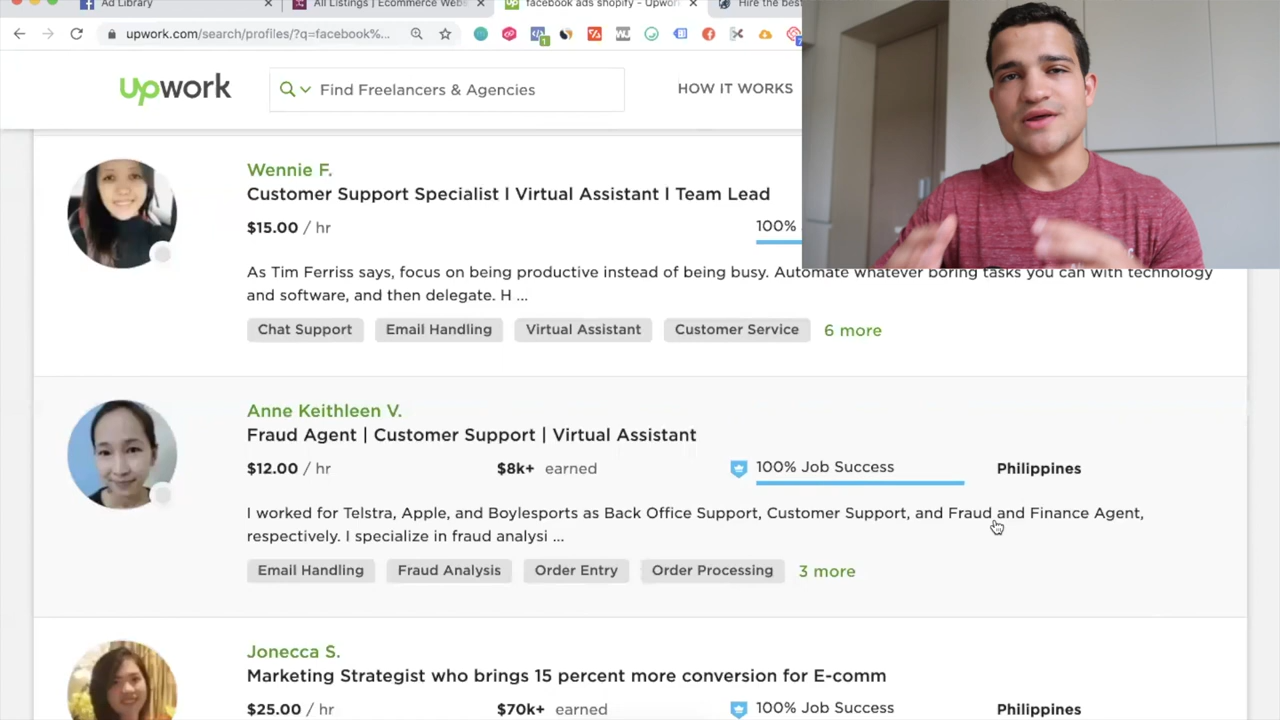 Ad Library
All Listings | Ecommerce Webs
facebook ads shopify - Upwor
Hire the best
upwork.com/search/profiles/?q=facebook%...
upwork
Find Freelancers & Agencies
HOW IT WORKS
Wennie F.
Customer Support Specialist I Virtual Assistant I Team Lead
$15.00 / hr
100%
As Tim Ferriss says, focus on being productive instead of being busy. Automate whatever boring tasks you can with technology
and software, and then delegate. H ...
Chat Support Email Handling Virtual Assistant Customer Service 6 more
Anne Keithleen V.
Fraud Agent | Customer Support | Virtual Assistant
$12.00 / hr $8k+ earned 100% Job Success Philippines
I worked for Telstra, Apple, and Boylesports as Back Office Support, Customer Support, and Fraud and Finance Agent,
respectively. I specialize in fraud analysi ...
Email Handling Fraud Analysis Order Entry Order Processing 3 more
Jonecca S.
Marketing Strategist who brings 15 percent more conversion for E-comm
$25.00 / hr $70k+ earned 100% Job Success Philippines